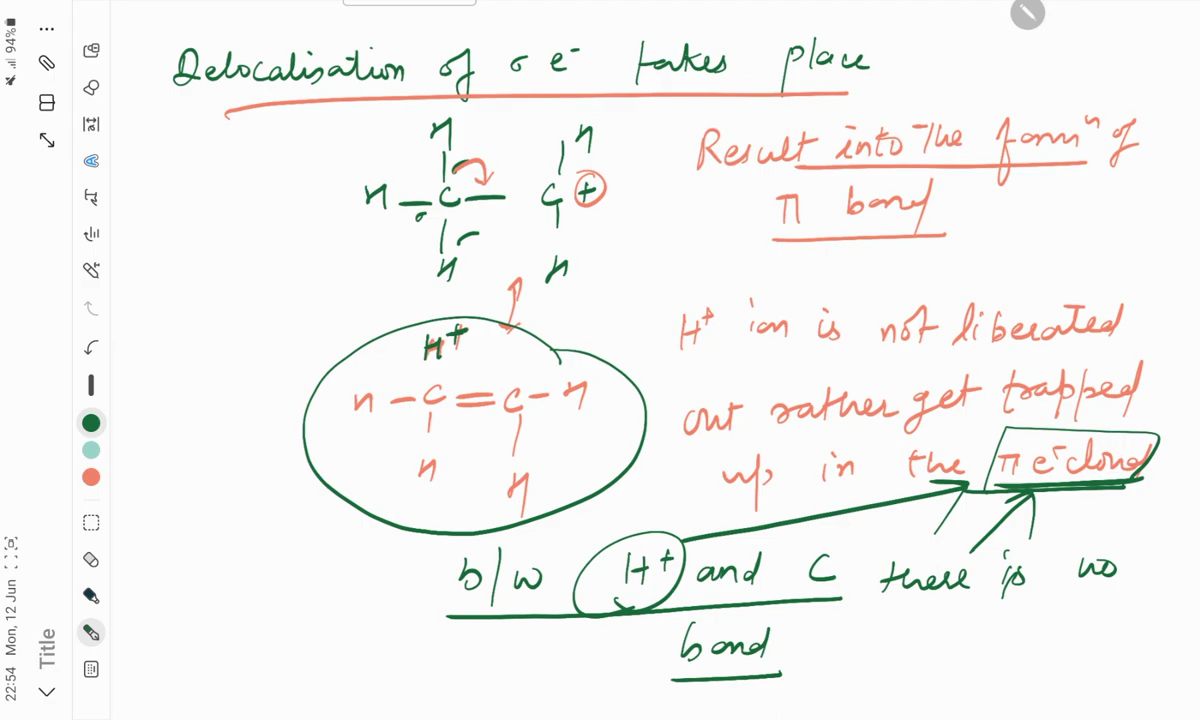 Delocalisation of σ e⁻ takes place
H H
H — C — C +
H H
Result into The formⁿ of
π bond
H⁺
H — C = C — H
H H
H⁺ ion is not liberated
out rather get trapped
up in the π e⁻ cloud
b/w H⁺ and C there is no
bond
22:54 Mon, 12 Jun
94%
Title